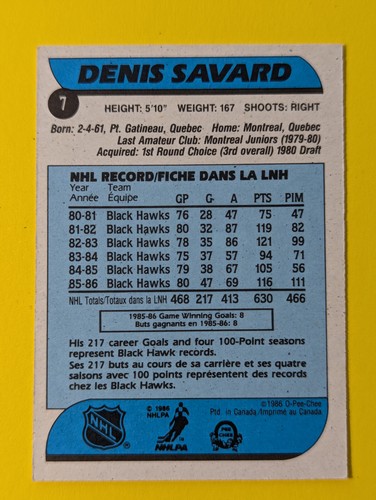 DENIS SAVARD
7
HEIGHT: 5'10" WEIGHT: 167 SHOOTS: RIGHT
Born: 2-4-61, Pt. Gatineau, Quebec Home: Montreal, Quebec
Last Amateur Club: Montreal Juniors (1979-80)
Acquired: 1st Round Choice (3rd overall) 1980 Draft
NHL RECORD/FICHE DANS LA LNH
Year Team
Année Équipe GP G A PTS PIM
80-81 Black Hawks 76 28 47 75 47
81-82 Black Hawks 80 32 87 119 82
82-83 Black Hawks 78 35 86 121 99
83-84 Black Hawks 75 37 57 94 71
84-85 Black Hawks 79 38 67 105 56
85-86 Black Hawks 80 47 69 116 111
NHL Totals/Totaux dans la LNH 468 217 413 630 466
1985-86 Game Winning Goals: 8
Buts gagnants en 1985-86: 8
His 217 career Goals and four 100-Point seasons
represent Black Hawk records.
Ses 217 buts au cours de sa carrière et ses quatre
saisons avec 100 points représentent des records
chez les Black Hawks.
NHL
© 1986
NHLPA
NHLPA
O PEE CHEE
© 1986 O-Pee-Chee
Ptd. in Canada/Imprimé au Canada